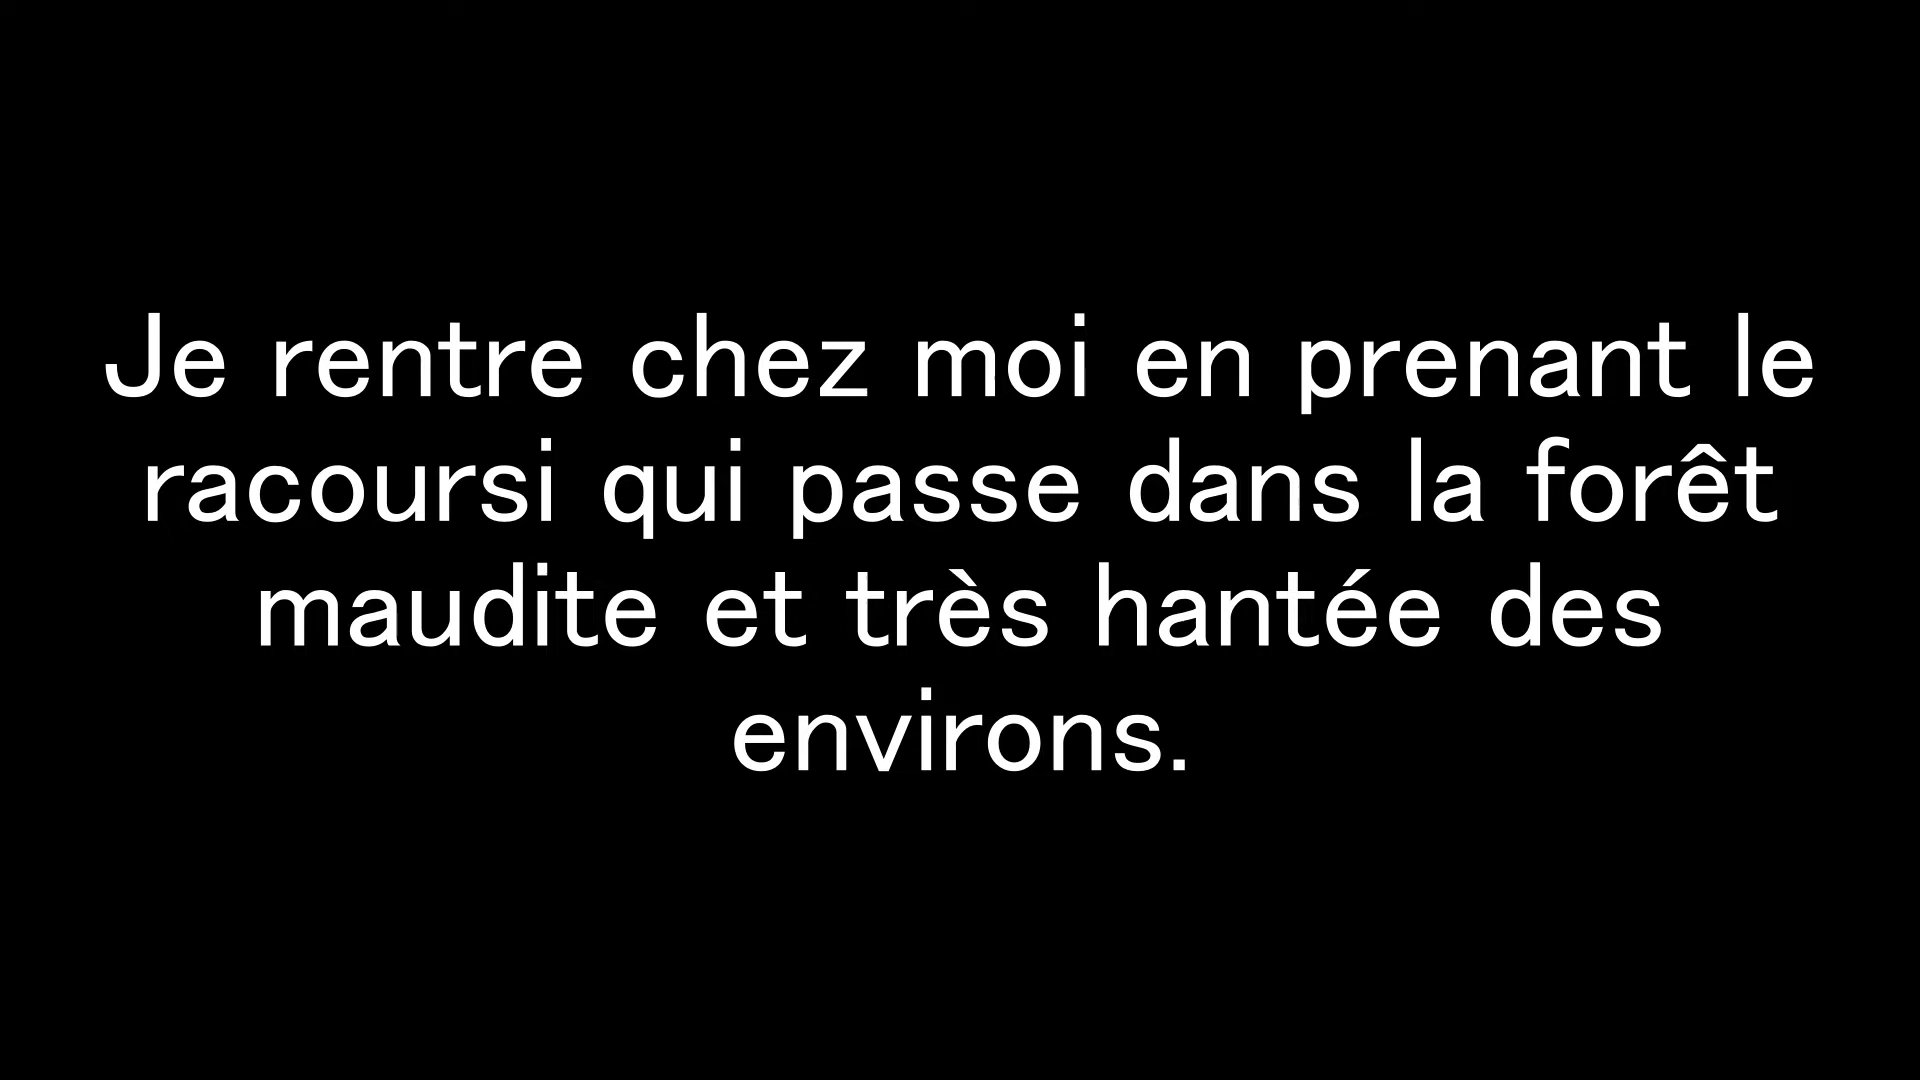 Je rentre chez moi en prenant le
racoursi qui passe dans la forêt
maudite et très hantée des
environs.